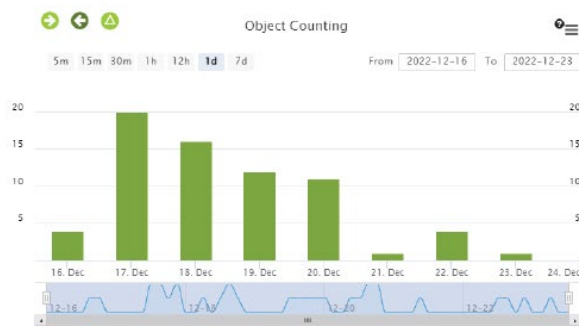 Object Counting
5m 15m 30m 1h 12h 1d 7d
From 2022-12-16 To 2022-12-23
20 20
15 15
10 10
5 5
16. Dec 17. Dec 18. Dec 19. Dec 20. Dec 21. Dec 22. Dec 23. Dec 24. Dec
12-16 12-18 12-20 12-22